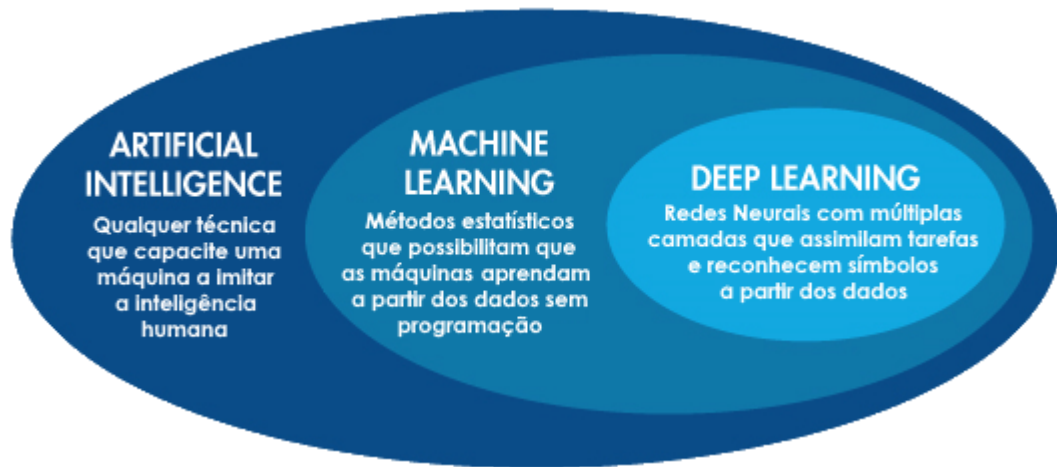 ARTIFICIAL
INTELLIGENCE
Qualquer técnica
que capacite uma
máquina a imitar
a inteligência
humana
MACHINE
LEARNING
Métodos estatísticos
que possibilitam que
as máquinas aprendam
a partir dos dados sem
programação
DEEP LEARNING
Redes Neurais com múltiplas
camadas que assimilam tarefas
e reconhecem símbolos
a partir dos dados